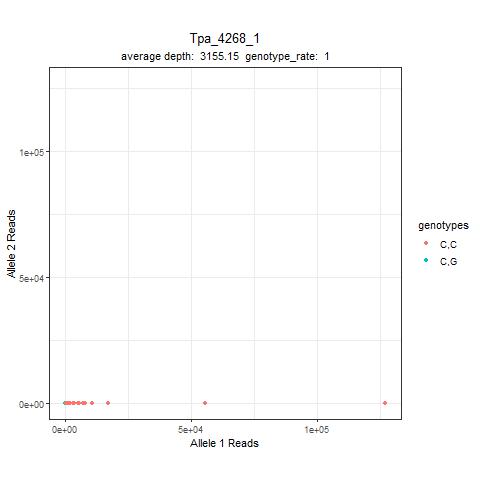 Tpa_4268_1
average depth: 3155.15 genotype_rate: 1
Allele 2 Reads
1e+05
5e+04
0e+00
0e+00 5e+04 1e+05
Allele 1 Reads
genotypes
C,C
C,G